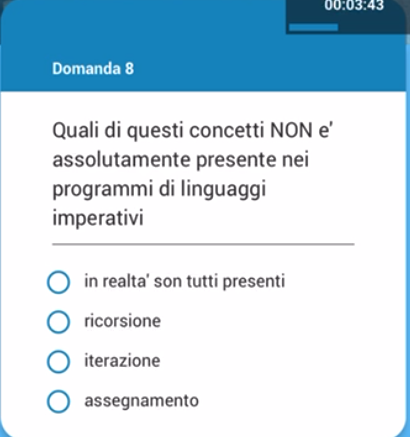 00:03:43
Domanda 8
Quali di questi concetti NON e'
assolutamente presente nei
programmi di linguaggi
imperativi
in realta' son tutti presenti
ricorsione
iterazione
assegnamento